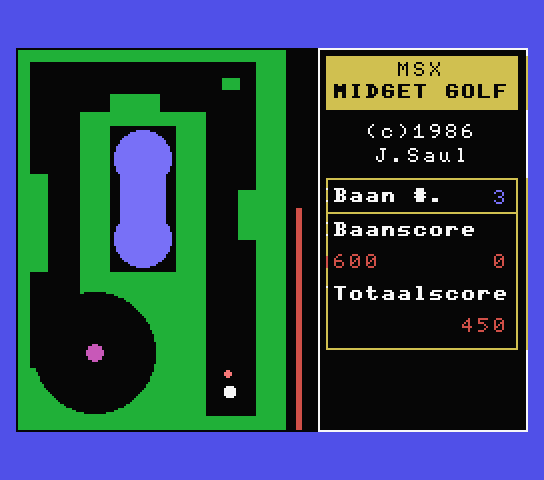 MSX
MIDGET GOLF
(c)1986
J.Saul
Baan #. 3
Baanscore
600 0
Totaalscore
450